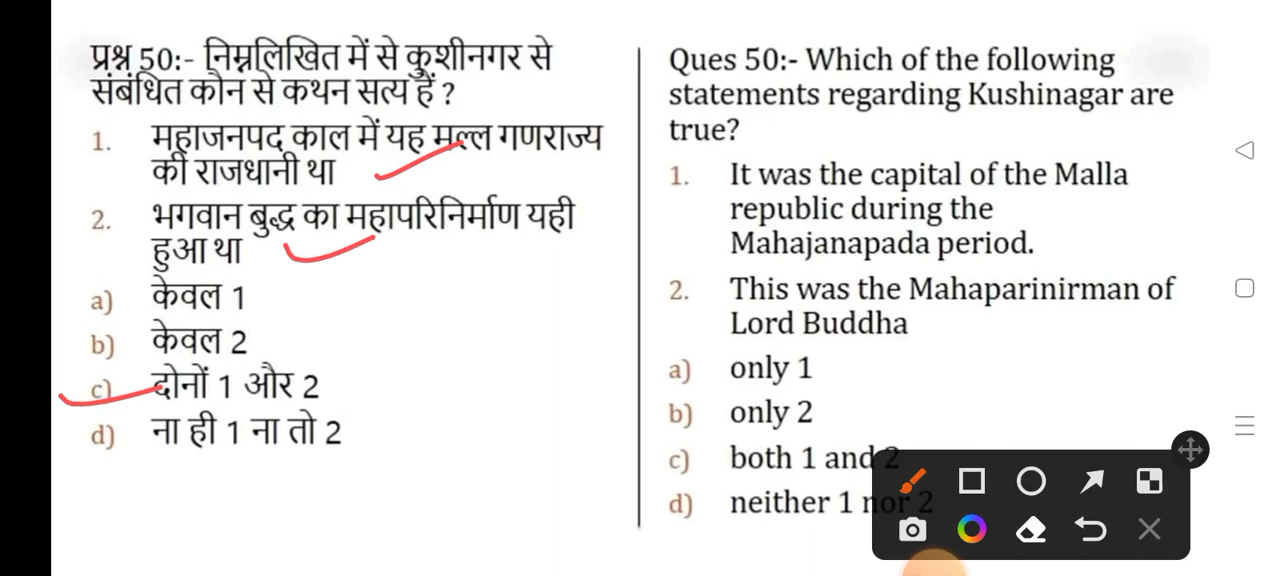 प्रश्न 50:- निम्नलिखित में से कुशीनगर से
संबंधित कौन से कथन सत्य हैं ?
1. महाजनपद काल में यह मल्ल गणराज्य
की राजधानी था
2. भगवान बुद्ध का महापरिनिर्माण यही
हुआ था
a) केवल 1
b) केवल 2
c) दोनों 1 और 2
d) ना ही 1 ना तो 2
Ques 50:- Which of the following
statements regarding Kushinagar are
true?
1. It was the capital of the Malla
republic during the
Mahajanapada period.
2. This was the Mahaparinirman of
Lord Buddha
a) only 1
b) only 2
c) both 1 and 2
d) neither 1 nor 2